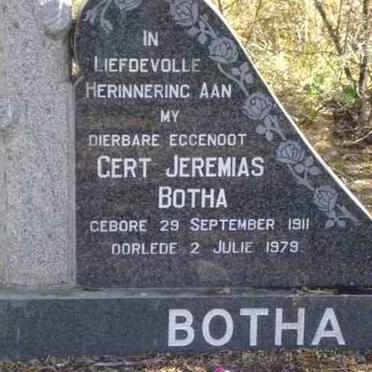 IN
LIEFDEVOLLE
HERINNERING AAN
MY
DIERBARE EGGENOOT
GERT JEREMIAS
BOTHA
GEBORE 29 SEPTEMBER 1911
OORLEDE 2 JULIE 1979.
BOTHA